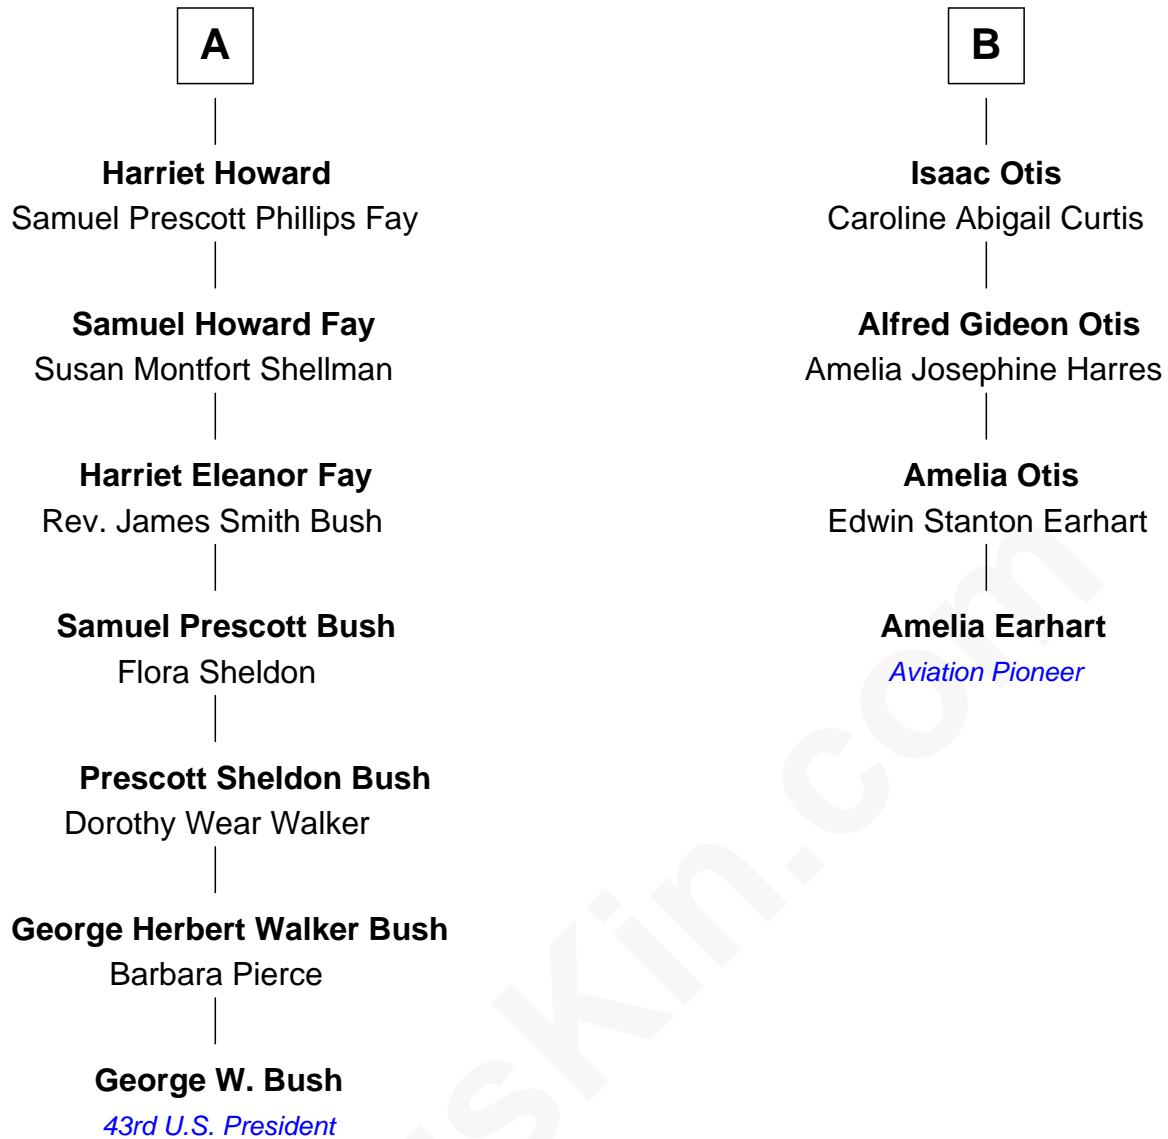 A
Harriet Howard
Samuel Prescott Phillips Fay
Samuel Howard Fay
Susan Montfort Shellman
Harriet Eleanor Fay
Rev. James Smith Bush
Samuel Prescott Bush
Flora Sheldon
Prescott Sheldon Bush
Dorothy Wear Walker
George Herbert Walker Bush
Barbara Pierce
George W. Bush
43rd U.S. President
B
Isaac Otis
Caroline Abigail Curtis
Alfred Gideon Otis
Amelia Josephine Harres
Amelia Otis
Edwin Stanton Earhart
Amelia Earhart
Aviation Pioneer